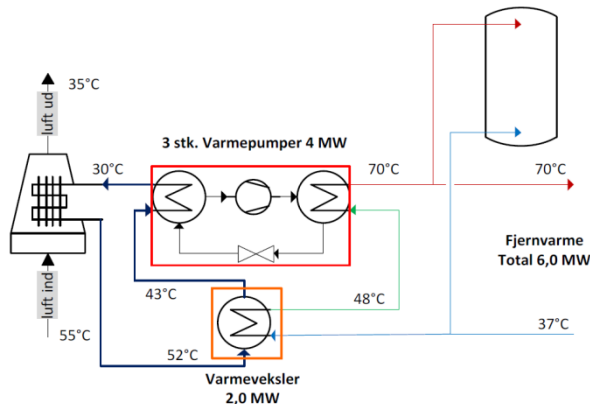 35°C
luft ud
3 stk. Varmepumper 4 MW
30°C
70°C
70°C
Fjernvarme
Total 6,0 MW
luft ind
43°C
48°C
37°C
55°C
52°C
Varmeveksler
2,0 MW